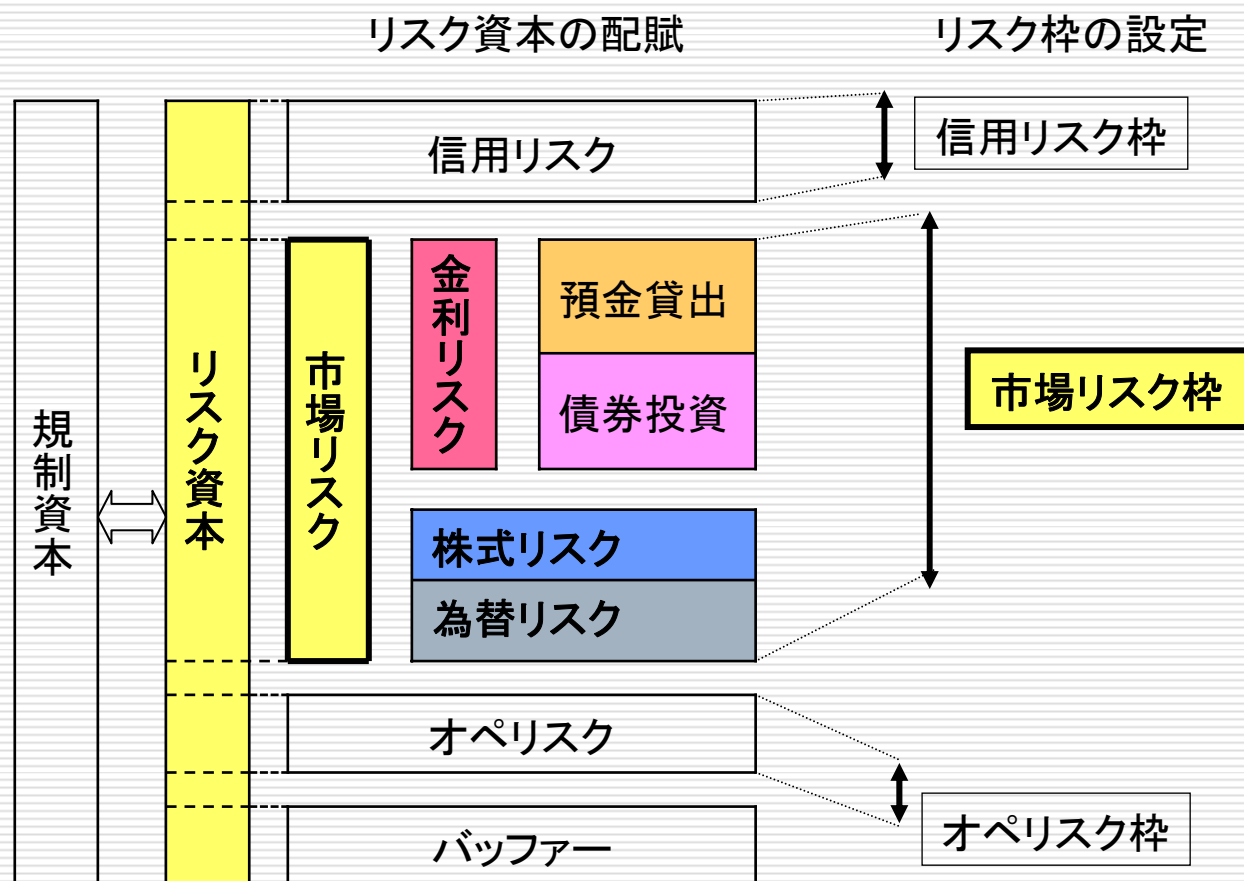 リスク資本の配賦
リスク枠の設定
規制資本
リスク資本
信用リスク
信用リスク枠
市場リスク
金利リスク
預金貸出
債券投資
市場リスク枠
株式リスク
為替リスク
オペリスク
オペリスク枠
バッファー